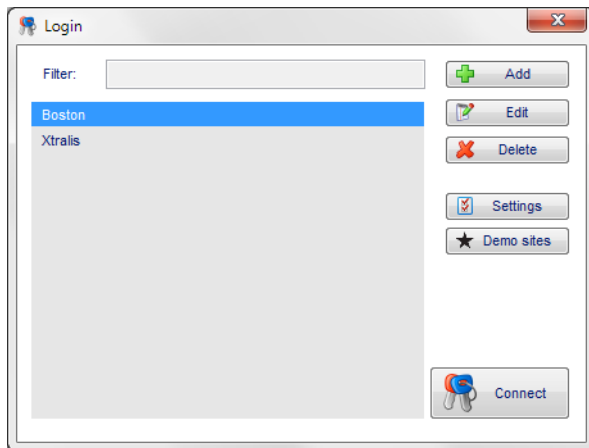 Login
Filter:
Add
Boston
Edit
Xtralis
Delete
Settings
Demo sites
Connect